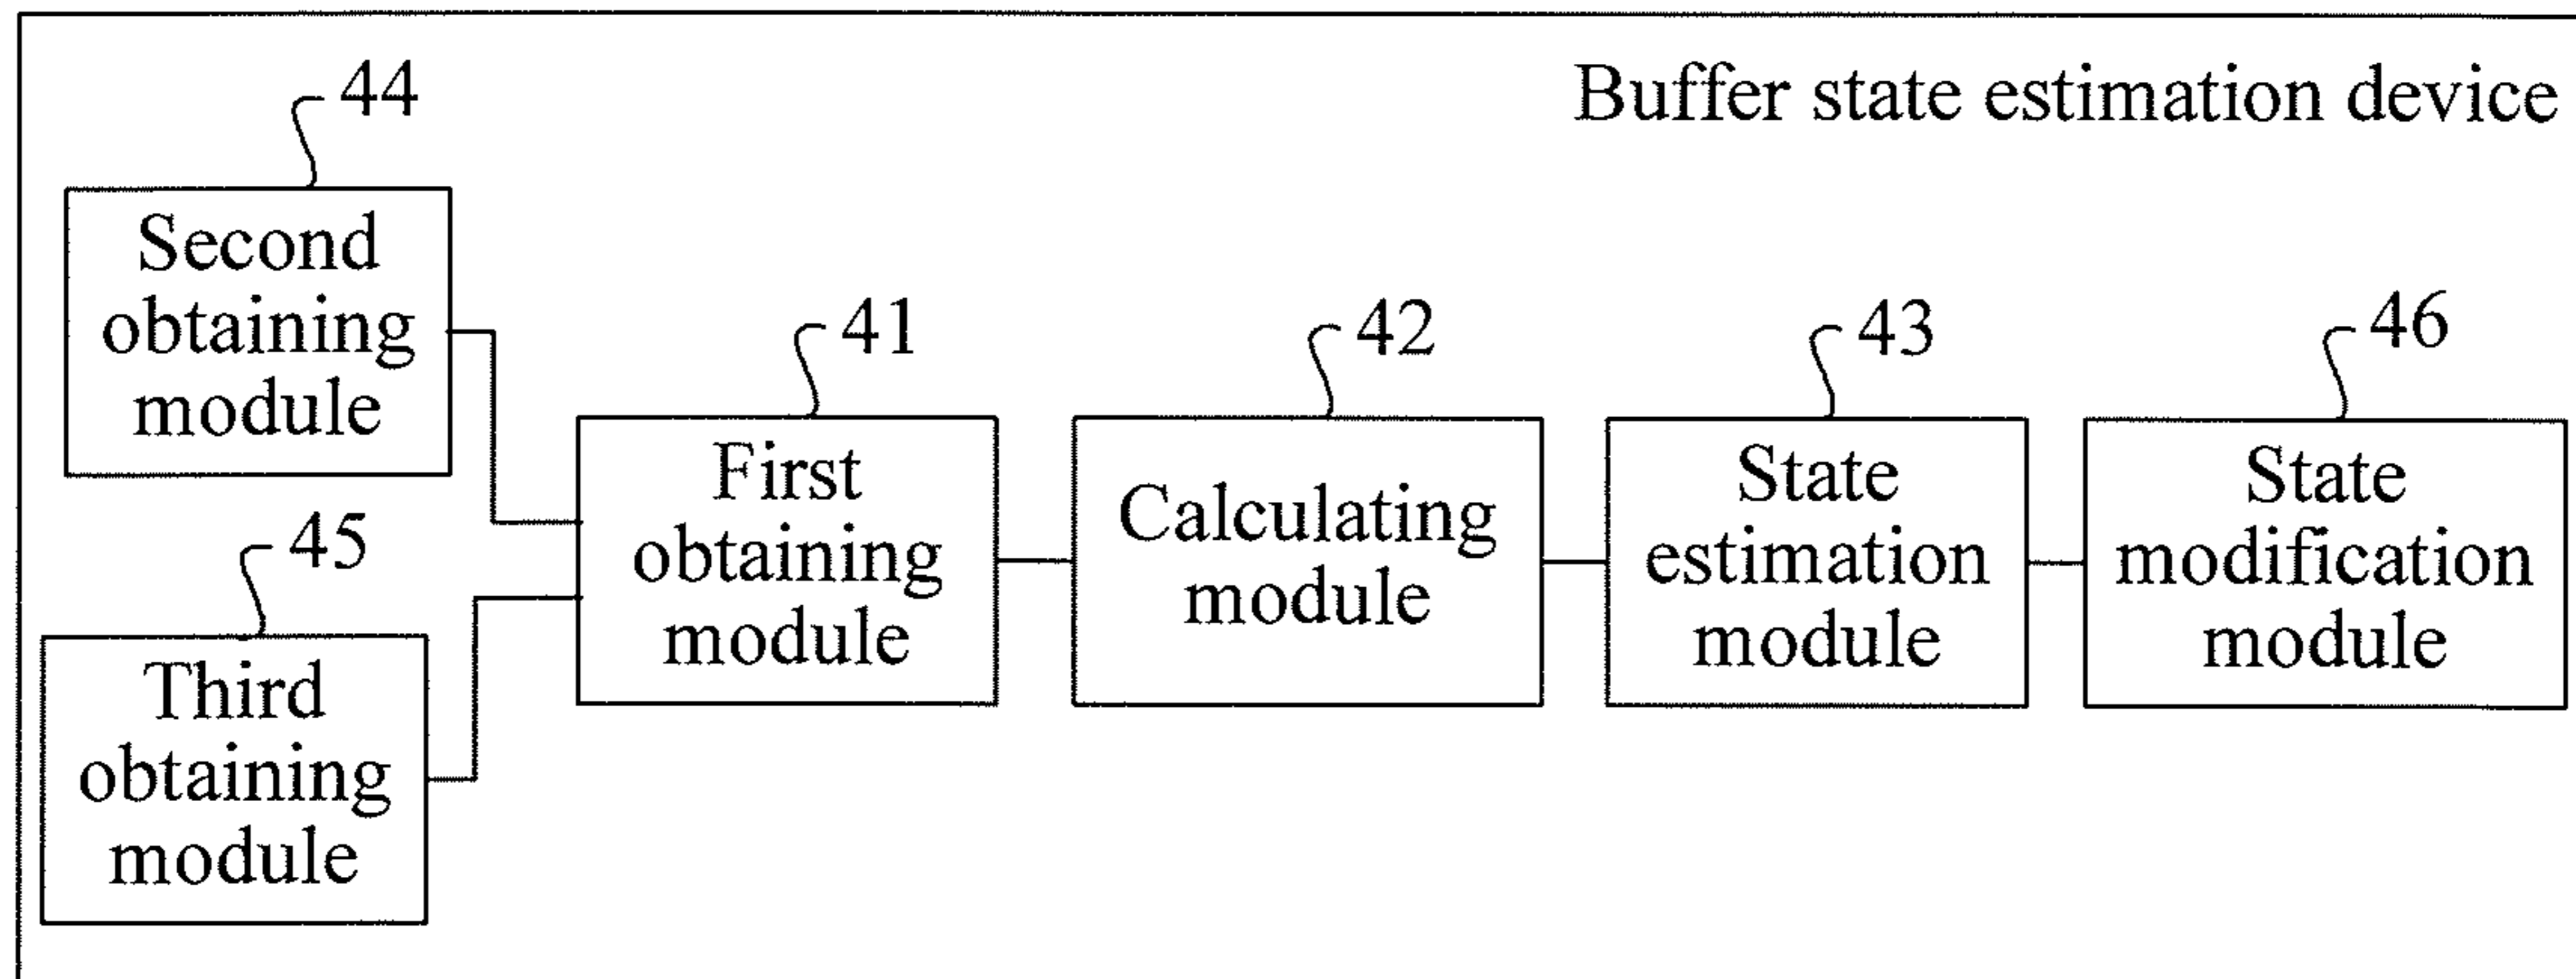 Buffer state estimation device
44
Second
obtaining
module
45
Third
obtaining
module
41
First
obtaining
module
42
Calculating
module
43
State
estimation
module
46
State
modification
module